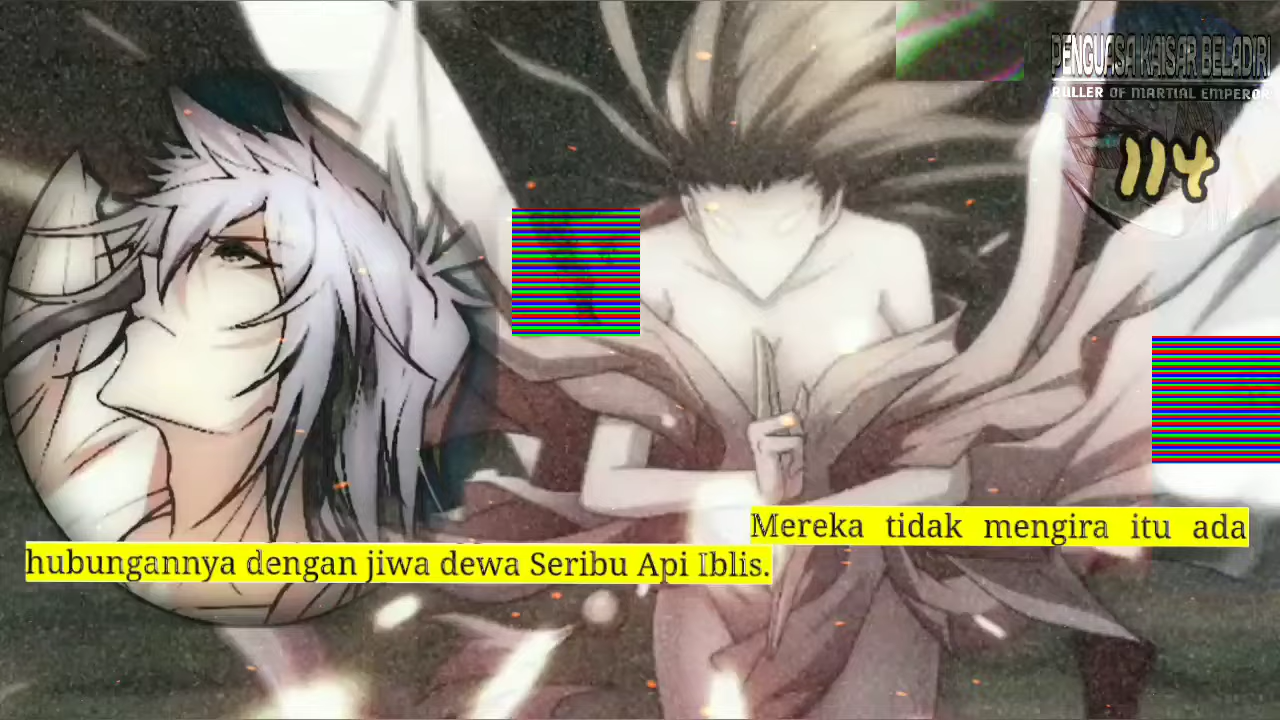 PENGUASA KAISAR BELADIRI
RULLER OF MARTIAL EMPEROR
114
Mereka tidak mengira itu ada
hubungannya dengan jiwa dewa Seribu Api Iblis.